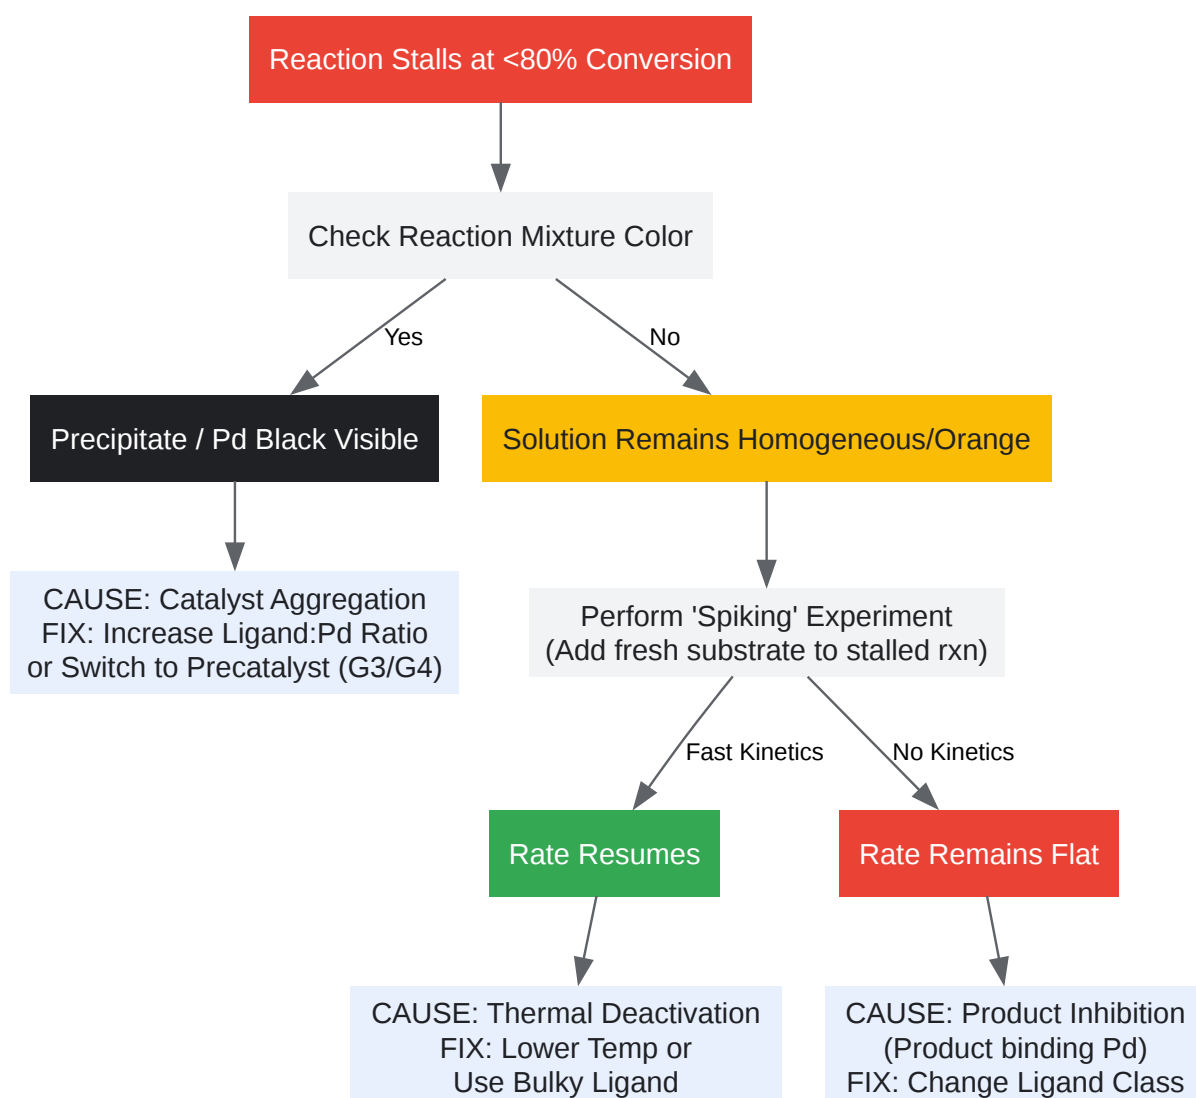 Reaction Stalls at <80% Conversion
Check Reaction Mixture Color
Yes
No
Precipitate / Pd Black Visible
Solution Remains Homogeneous/Orange
CAUSE: Catalyst Aggregation
FIX: Increase Ligand:Pd Ratio
or Switch to Precatalyst (G3/G4)
Perform 'Spiking' Experiment
(Add fresh substrate to stalled rxn)
Fast Kinetics
No Kinetics
Rate Resumes
Rate Remains Flat
CAUSE: Thermal Deactivation
FIX: Lower Temp or
Use Bulky Ligand
CAUSE: Product Inhibition
(Product binding Pd)
FIX: Change Ligand Class